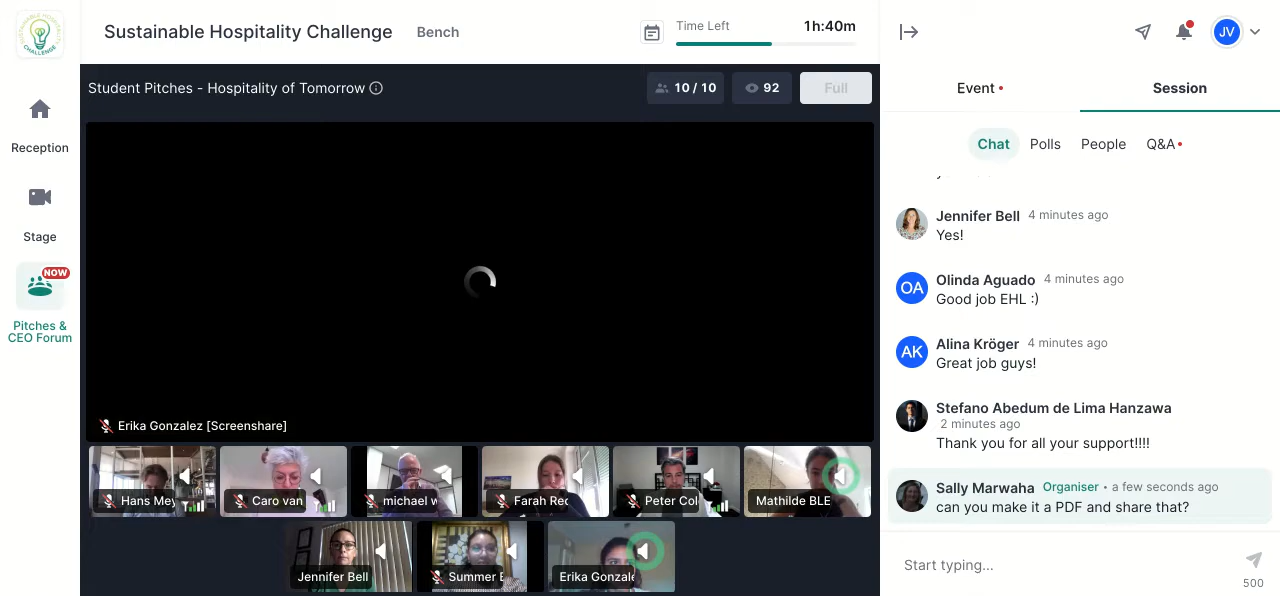 Sustainable Hospitality Challenge
Bench
Time Left
1h:40m
Student Pitches - Hospitality of Tomorrow
10 / 10
92
Full
Reception
Stage
NOW
Pitches &
CEO Forum
Erika Gonzalez [Screenshare]
Hans Mey
Caro van
michael w
Farah Red
Peter Col
Mathilde BLE
Jennifer Bell
Summer E
Erika Gonzale
JV
Event
Session
Chat
Polls
People
Q&A
Jennifer Bell 4 minutes ago
Yes!
OA
Olinda Aguado 4 minutes ago
Good job EHL :)
AK
Alina Kröger 4 minutes ago
Great job guys!
Stefano Abedum de Lima Hanzawa
2 minutes ago
Thank you for all your support!!!!
Sally Marwaha Organiser • a few seconds ago
can you make it a PDF and share that?
Start typing...
500